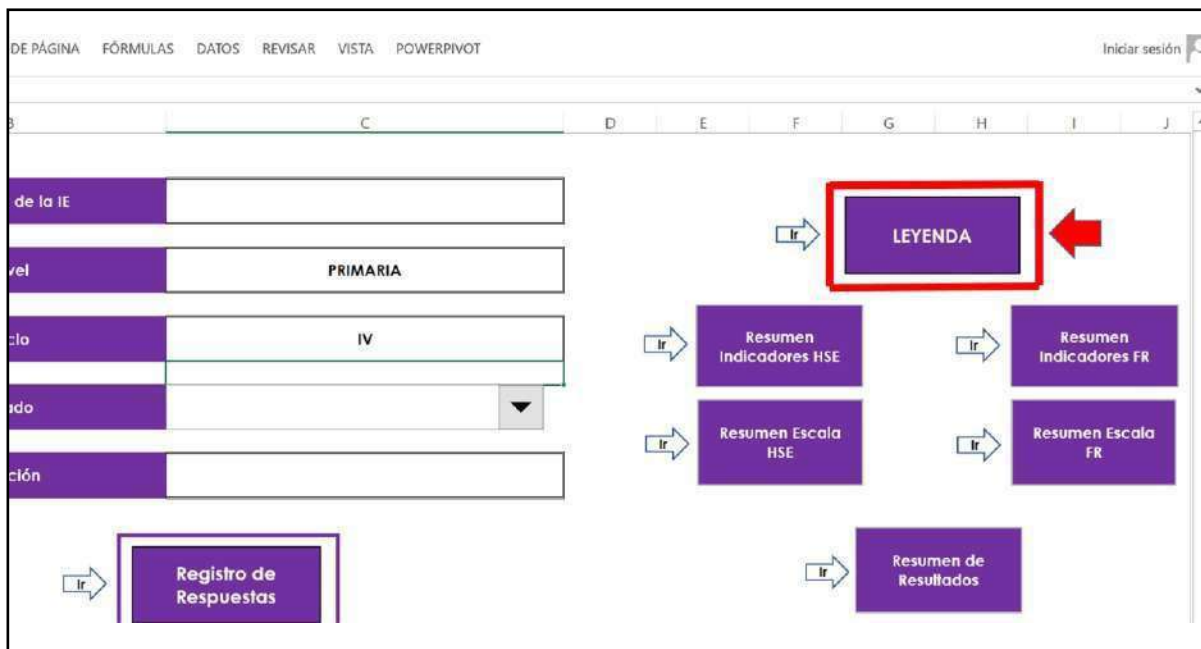 DE PÁGINA FÓRMULAS DATOS REVISAR VISTA POWERPIVOT Iniciar sesión
B C D E F G H I J
de la IE
Ir LEYENDA
vel PRIMARIA
clo IV
Ir Resumen
Indicadores HSE
Ir Resumen
Indicadores FR
ado
Ir Resumen Escala
HSE
Ir Resumen Escala
FR
ción
Ir Registro de
Respuestas
Ir Resumen de
Resultados